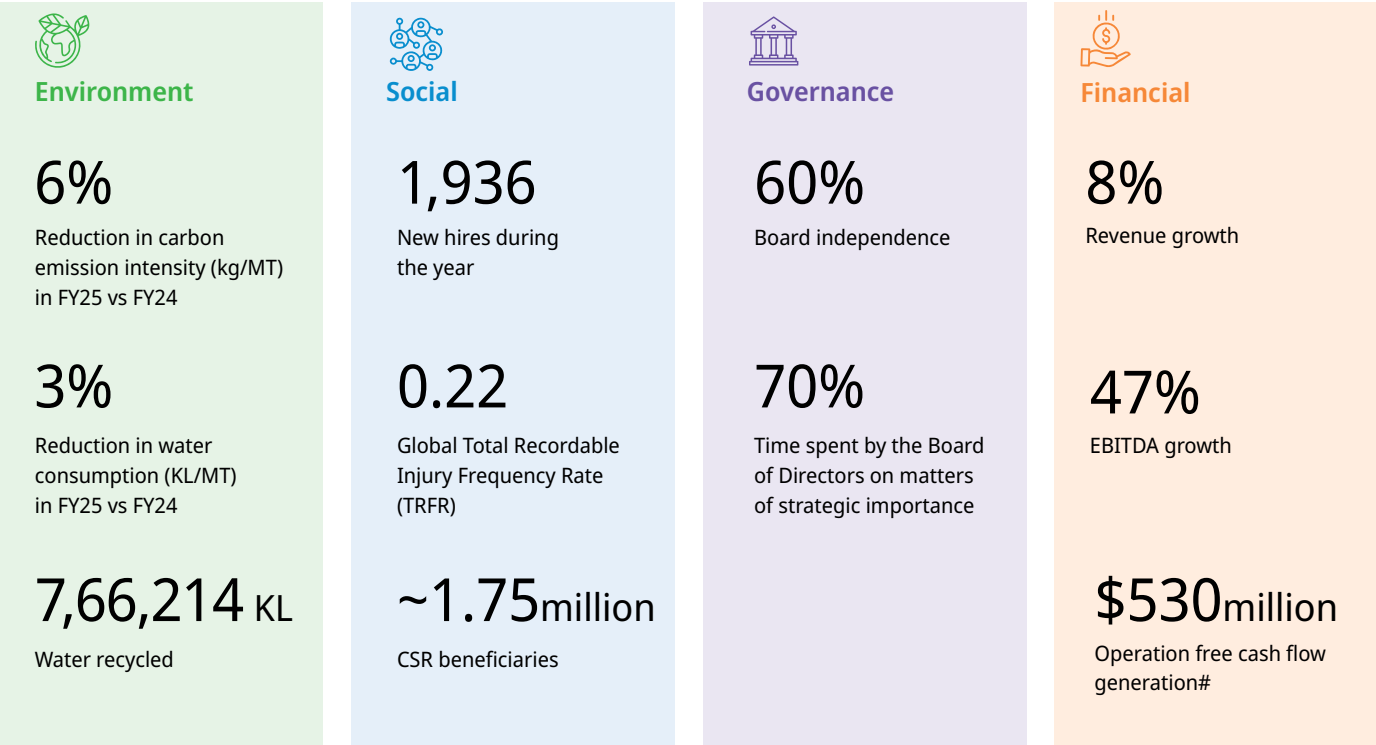 Environment
6%
Reduction in carbon
emission intensity (kg/MT)
in FY25 vs FY24
3%
Reduction in water
consumption (KL/MT)
in FY25 vs FY24
7,66,214 KL
Water recycled
Social
1,936
New hires during
the year
0.22
Global Total Recordable
Injury Frequency Rate
(TRFR)
~1.75million
CSR beneficiaries
Governance
60%
Board independence
70%
Time spent by the Board
of Directors on matters
of strategic importance
Financial
$
8%
Revenue growth
47%
EBITDA growth
$530million
Operation free cash flow
generation#